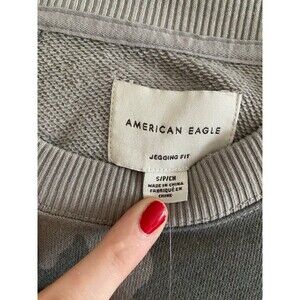 AMERICAN EAGLE
JEGGING FIT
S/P/CH
MADE IN CHINA
FABRIQUÉ EN
CHINE